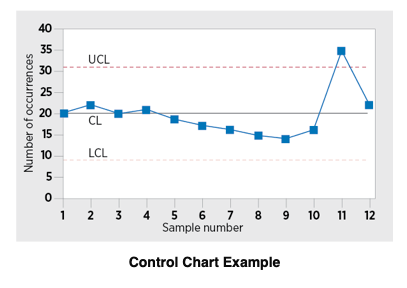 40
35
UCL
30
25
20
CL
15
LCL
10
5
0
Number of occurrences
1 2 3 4 5 6 7 8 9 10 11 12
Sample number
Control Chart Example